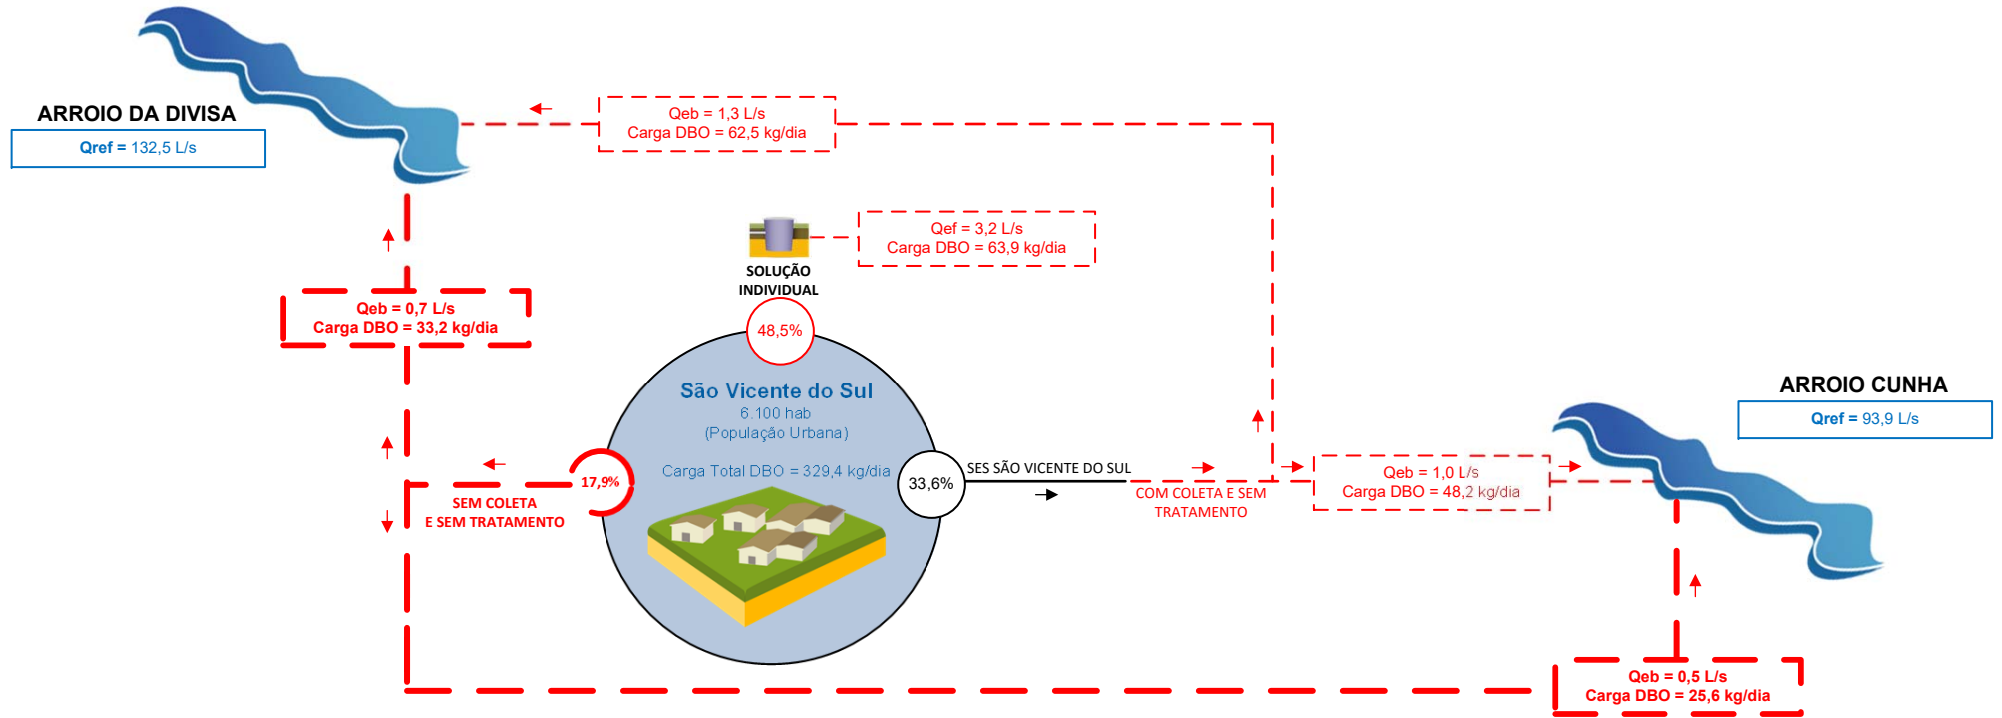 ARROIO DA DIVISA
Qref = 132,5 L/s
Qeb = 1,3 L/s
Carga DBO = 62,5 kg/dia
Qef = 3,2 L/s
Carga DBO = 63,9 kg/dia
SOLUÇÃO
INDIVIDUAL
48,5%
Qeb = 0,7 L/s
Carga DBO = 33,2 kg/dia
São Vicente do Sul
6.100 hab
(População Urbana)
Carga Total DBO = 329,4 kg/dia
17,9%
SEM COLETA
E SEM TRATAMENTO
33,6%
SES SÃO VICENTE DO SUL
COM COLETA E SEM
TRATAMENTO
Qeb = 1,0 L/s
Carga DBO = 48,2 kg/dia
ARROIO CUNHA
Qref = 93,9 L/s
Qeb = 0,5 L/s
Carga DBO = 25,6 kg/dia